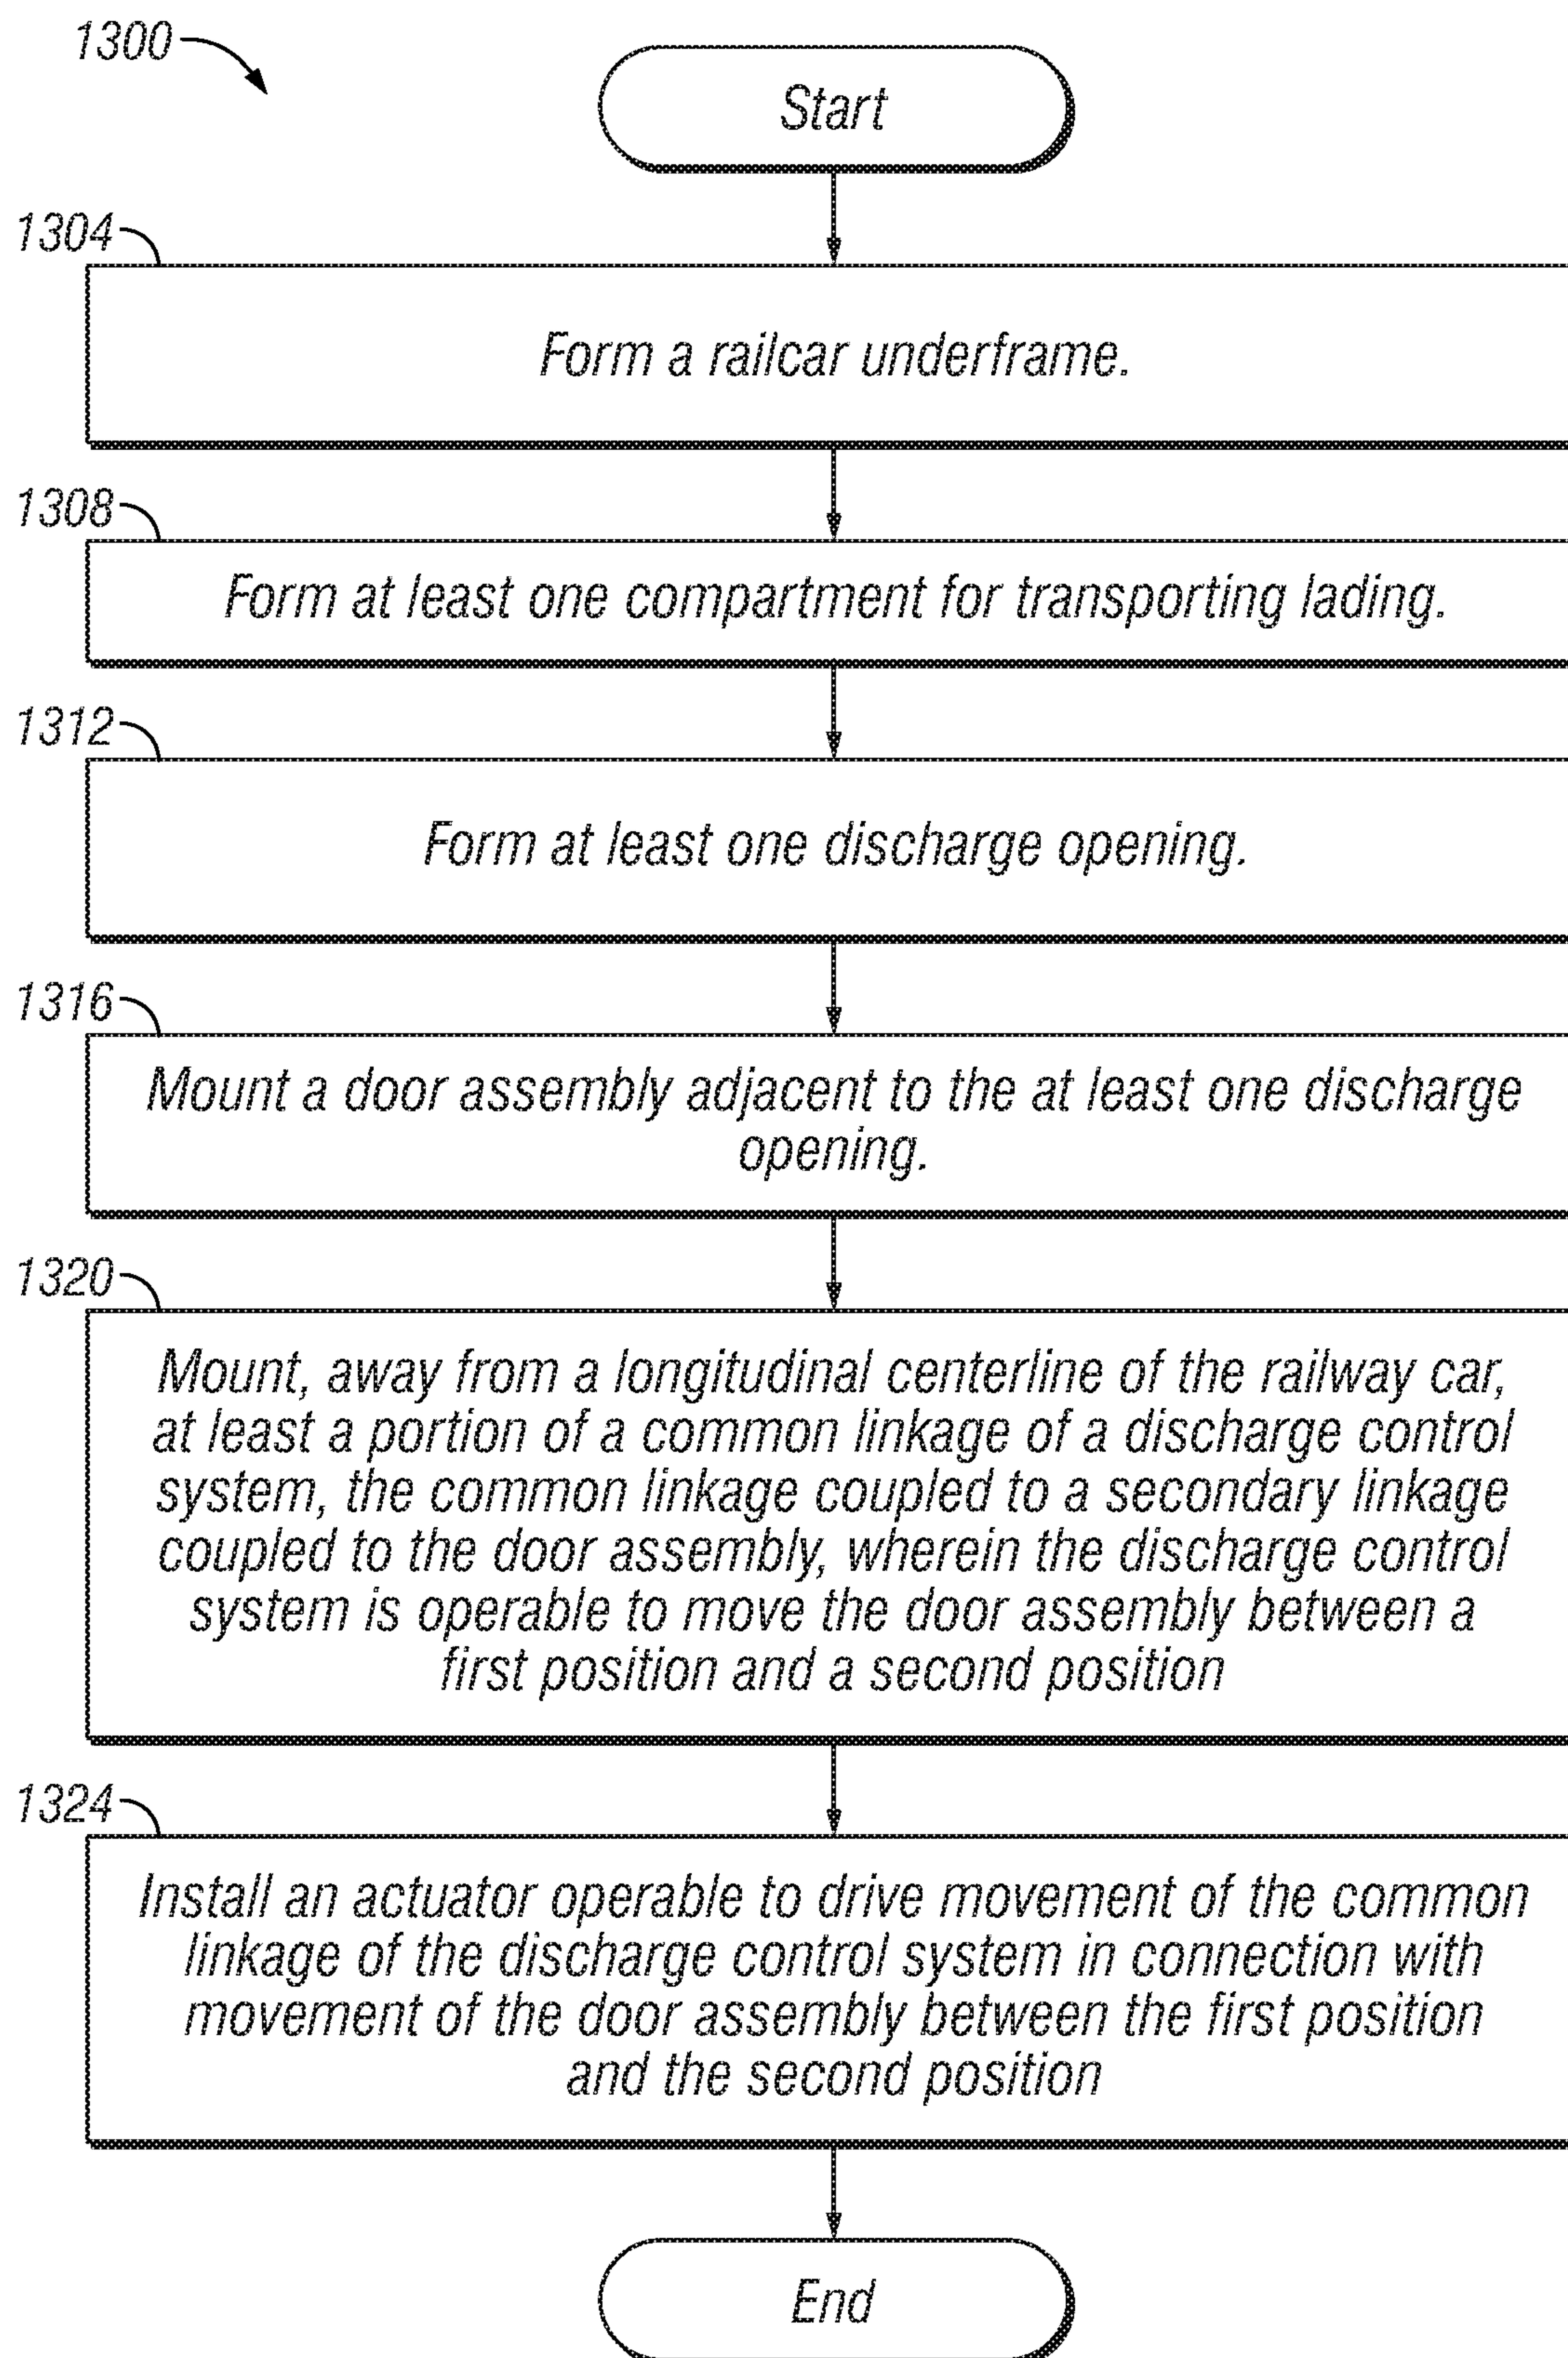 1300
Start
1304
Form a railcar underframe.
1308
Form at least one compartment for transporting lading.
1312
Form at least one discharge opening.
1316
Mount a door assembly adjacent to the at least one discharge
opening.
1320
Mount, away from a longitudinal centerline of the railway car,
at least a portion of a common linkage of a discharge control
system, the common linkage coupled to a secondary linkage
coupled to the door assembly, wherein the discharge control
system is operable to move the door assembly between a
first position and a second position
1324
Install an actuator operable to drive movement of the common
linkage of the discharge control system in connection with
movement of the door assembly between the first position
and the second position
End